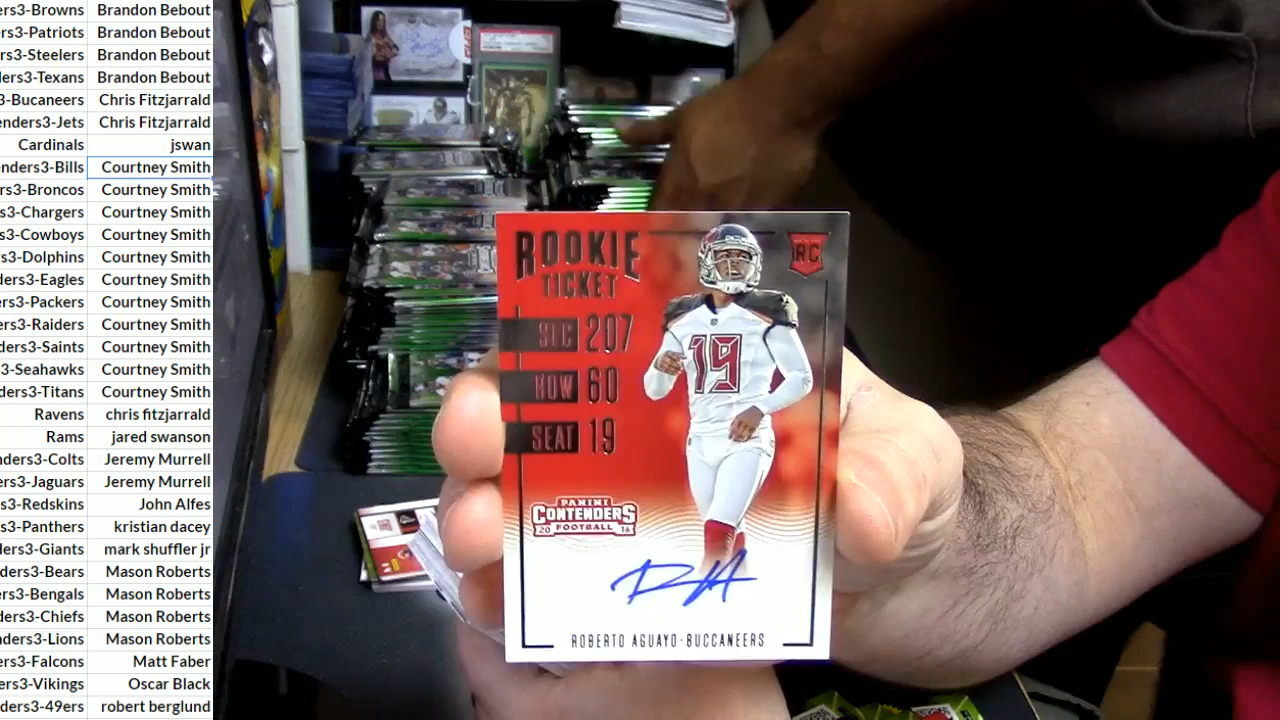 ers3-Browns Brandon Bebout
ers3-Patriots Brandon Bebout
ers3-Steelers Brandon Bebout
ders3-Texans Brandon Bebout
3-Bucaneers Chris Fitzjarrald
enders3-Jets Chris Fitzjarrald
Cardinals jswan
enders3-Bills Courtney Smith
rs3-Broncos Courtney Smith
s3-Chargers Courtney Smith
rs3-Cowboys Courtney Smith
rs3-Dolphins Courtney Smith
ders3-Eagles Courtney Smith
ers3-Packers Courtney Smith
ers3-Raiders Courtney Smith
ders3-Saints Courtney Smith
3-Seahawks Courtney Smith
ders3-Titans Courtney Smith
Ravens chris fitzjarrald
Rams jared swanson
nders3-Colts Jeremy Murrell
rs3-Jaguars Jeremy Murrell
s3-Redskins John Alfes
rs3-Panthers kristian dacey
ders3-Giants mark shuffler jr
ders3-Bears Mason Roberts
rs3-Bengals Mason Roberts
ders3-Chiefs Mason Roberts
nders3-Lions Mason Roberts
ers3-Falcons Matt Faber
ers3-Vikings Oscar Black
nders3-49ers robert berglund
ROOKIE
TICKET
RC
SEC 207
ROW 60
SEAT 19
19
PANINI
CONTENDERS
20 FOOTBALL 16
ROBERTO AGUAYO-BUCCANEERS